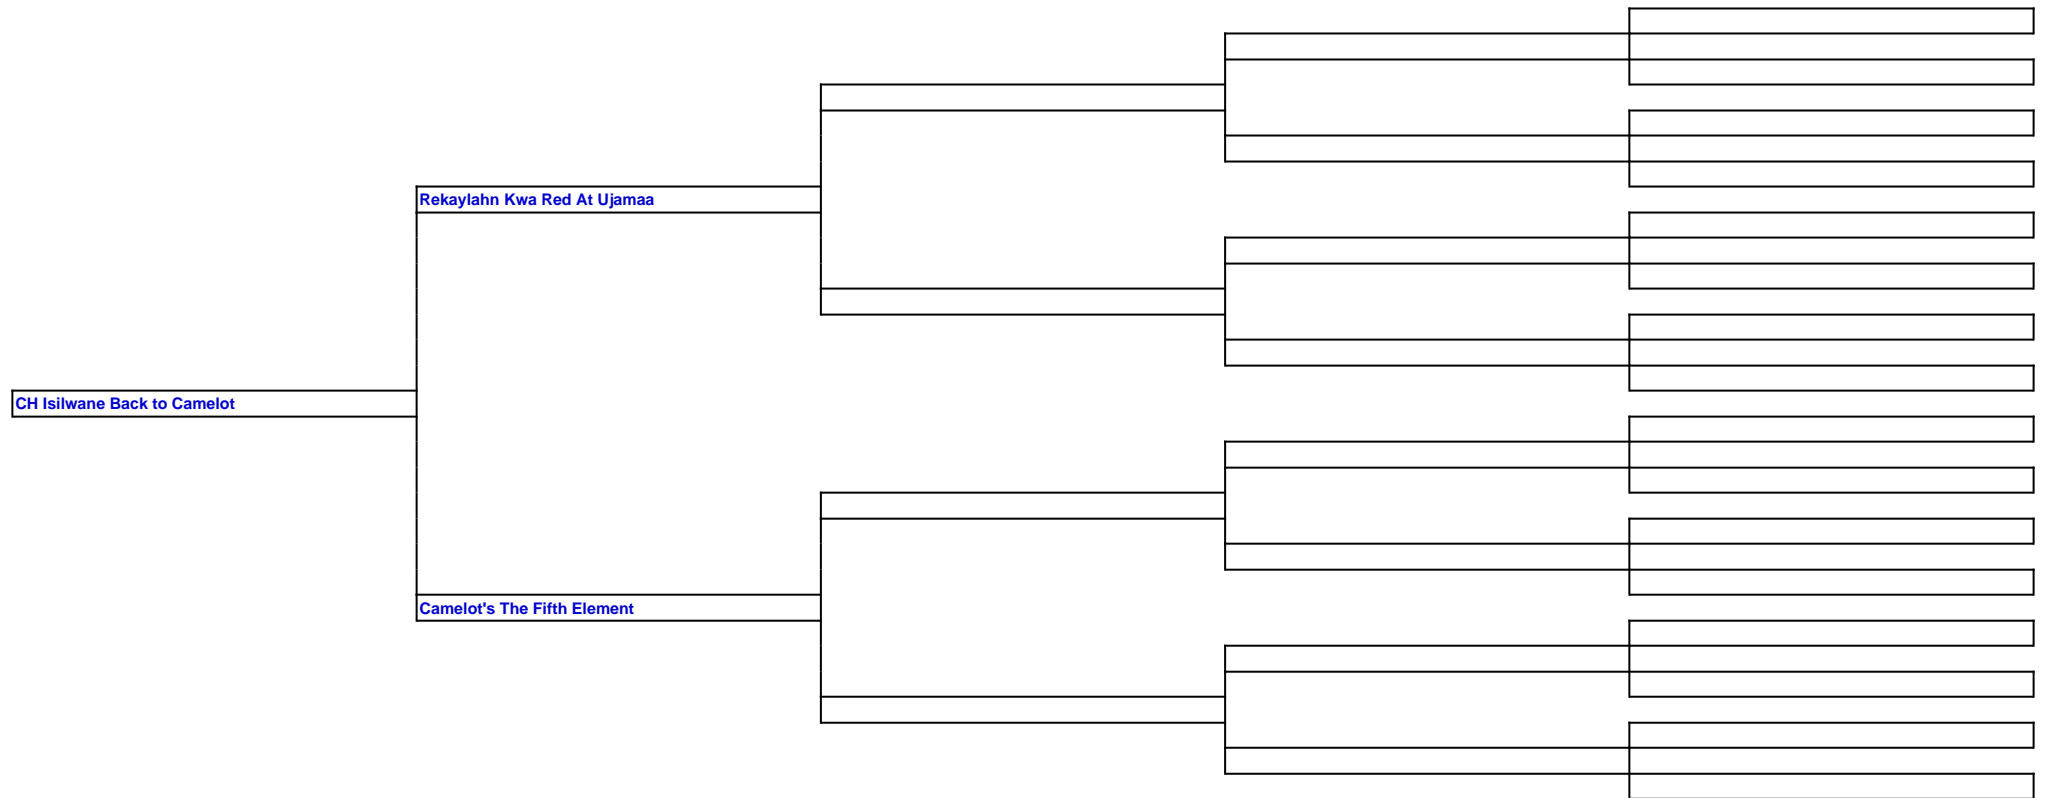 Rekaylahn Kwa Red At Ujamaa
CH Isilwane Back to Camelot
Camelot's The Fifth Element